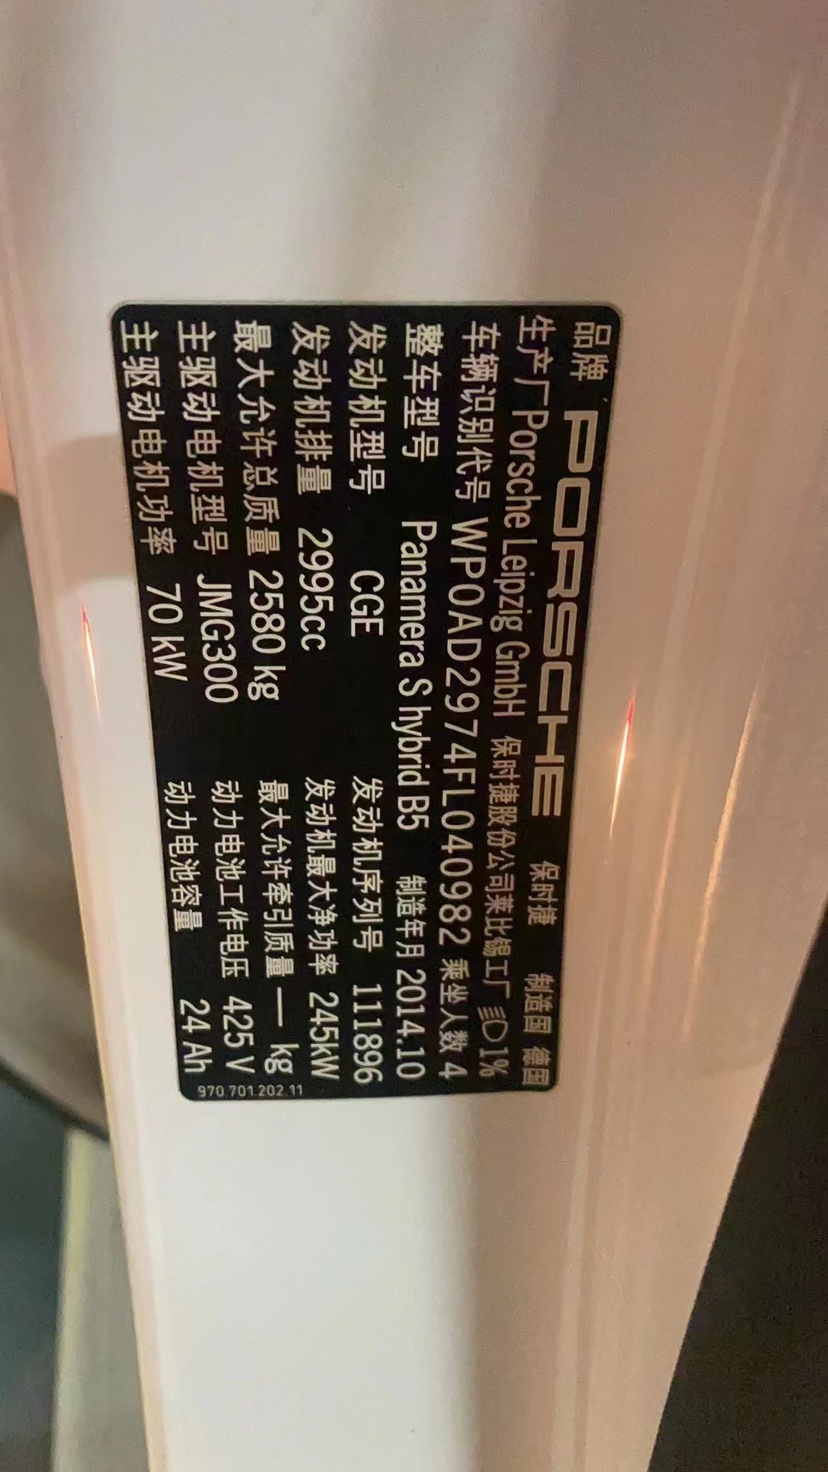 品牌 PORSCHE 保时捷 制造国 德国
生产厂 Porsche Leipzig GmbH 保时捷股份公司莱比锡工厂 1%
车辆识别代号 WP0AD2974FL040982 乘坐人数 4
整车型号 Panamera S hybrid B5 制造年月 2014.10
发动机型号 CGE 发动机序列号 111896
发动机排量 2995cc 发动机最大净功率 245kW
最大允许总质量 2580 kg 最大允许牵引质量 — kg
主驱动电机型号 JMG300 动力电池工作电压 425 V
主驱动电机功率 70 kW 动力电池容量 24 Ah
970.701.202.11